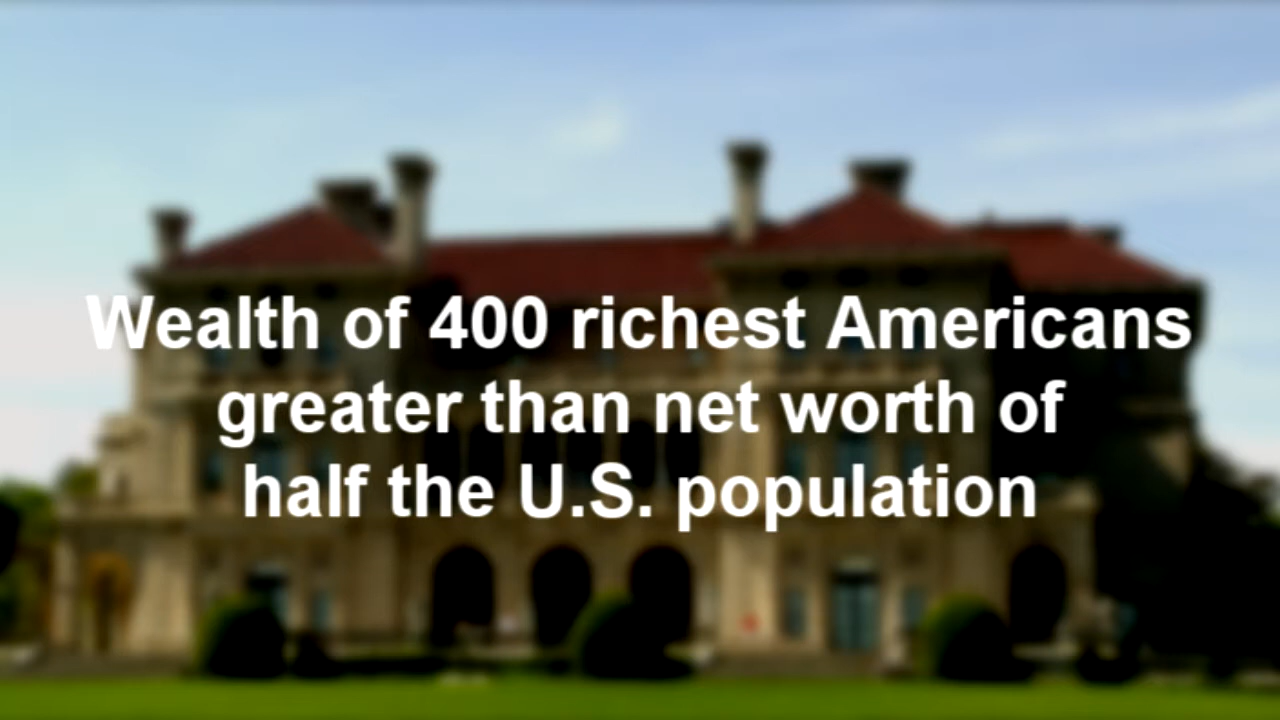 Wealth of 400 richest Americans
greater than net worth of
half the U.S. population